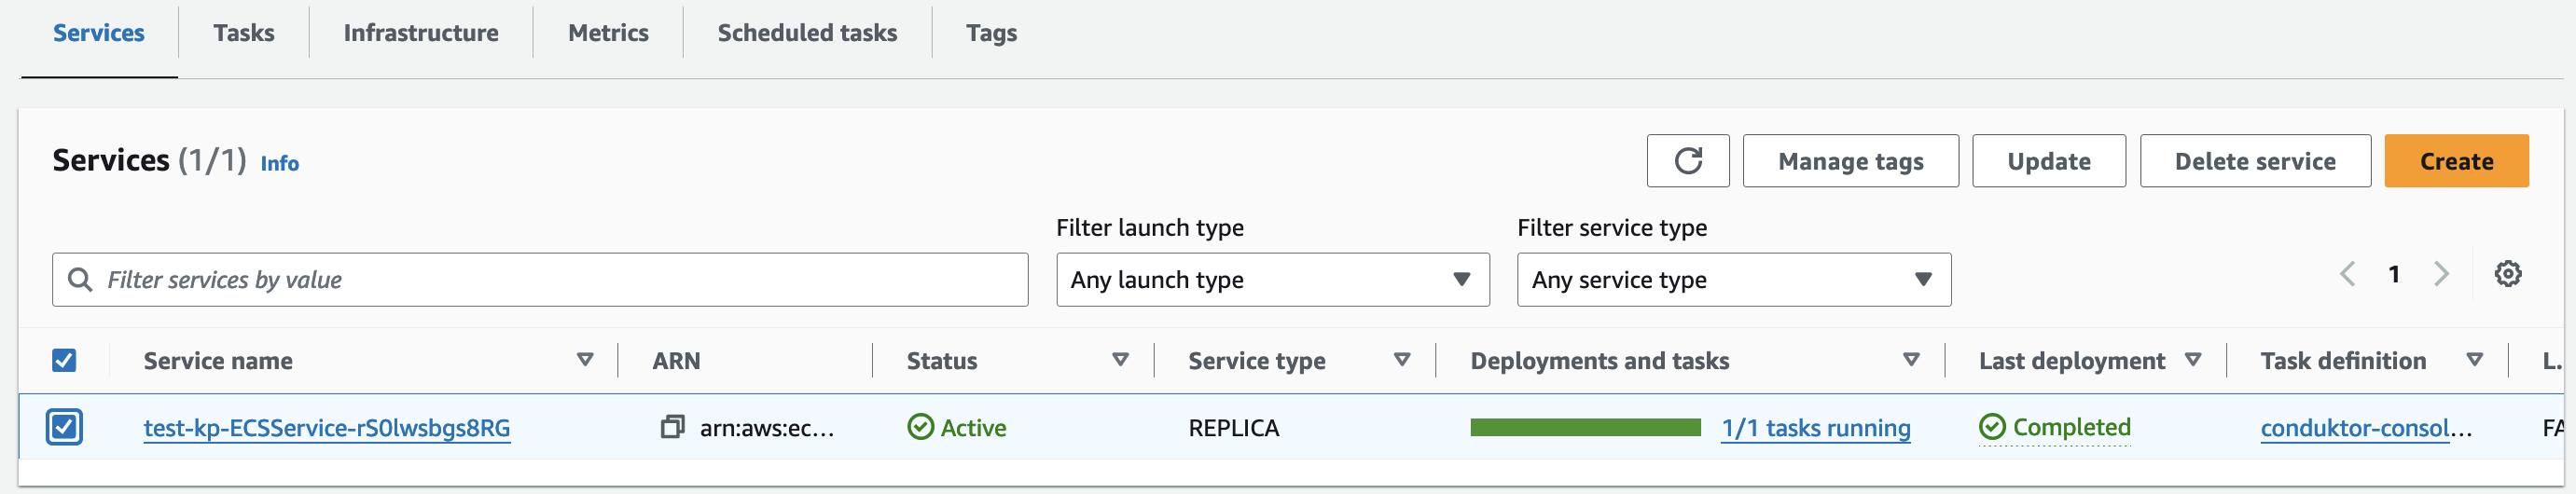 Services Tasks Infrastructure Metrics Scheduled tasks Tags
Services (1/1) Info Manage tags Update Delete service Create
Filter launch type Filter service type
Filter services by value Any launch type Any service type 1
Service name ARN Status Service type Deployments and tasks Last deployment Task definition L.
test-kp-ECSService-rS0lwsbgs8RG arn:aws:ec... Active REPLICA 1/1 tasks running Completed conduktor-consol... FA